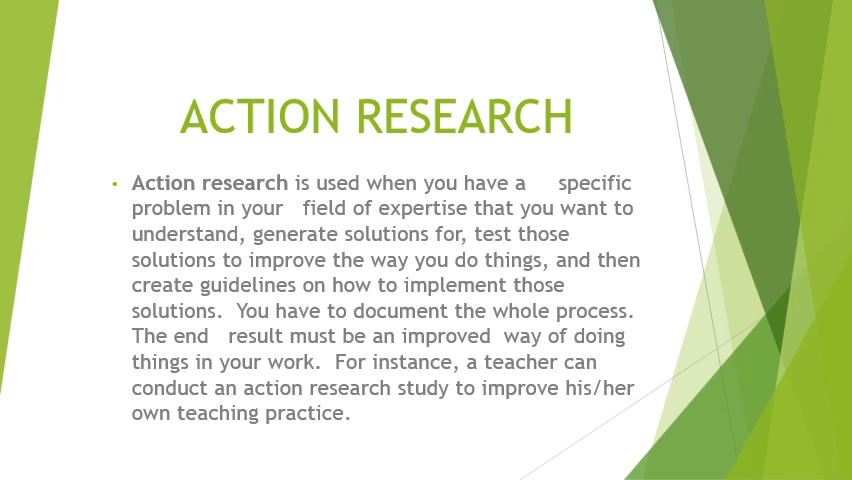 ACTION RESEARCH
• Action research is used when you have a     specific
problem in your   field of expertise that you want to
understand, generate solutions for, test those
solutions to improve the way you do things, and then
create guidelines on how to implement those
solutions.  You have to document the whole process.
The end   result must be an improved  way of doing
things in your work.  For instance, a teacher can
conduct an action research study to improve his/her
own teaching practice.